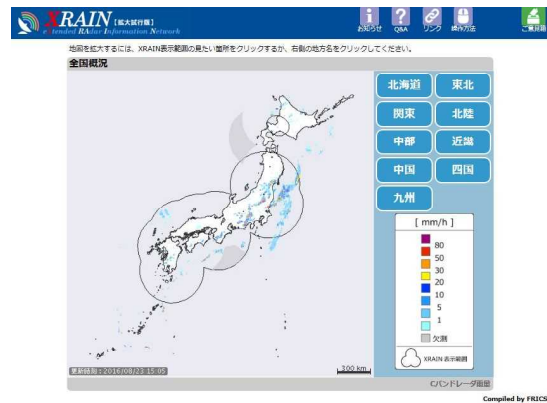 XRAIN【拡大試行版】
eXtended RAdar Information Network
お知らせ
Q&A
リンク
操作方法
ご意見箱
地図を拡大するには、XRAIN表示範囲の見たい箇所をクリックするか、右側の地方名をクリックしてください。
全国概況
北海道 東北
関東 北陸
中部 近畿
中国 四国
九州
[ mm/h ]
80
50
30
20
10
5
1
欠測
XRAIN 表示範囲
更新時刻：2016/08/23 15:05
300 km
Cバンドレーダ画面
Compiled by FRICS